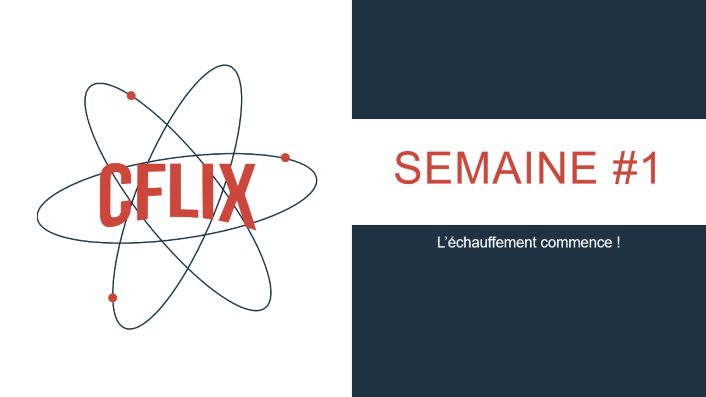 CFLIX
SEMAINE #1
L’échauffement commence !